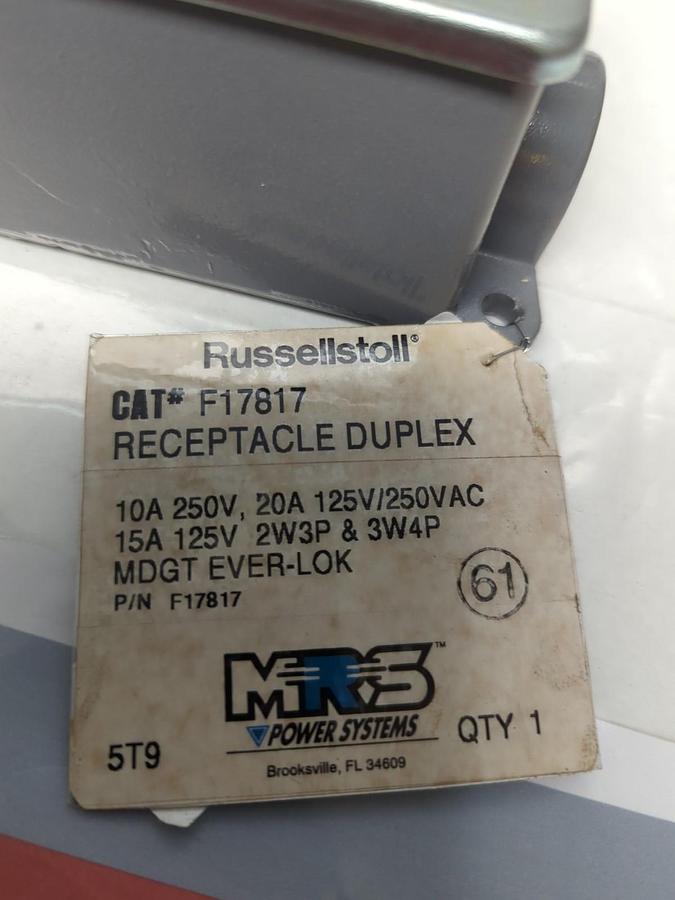 Russellstoll®
CAT# F17817
RECEPTACLE DUPLEX
10A 250V, 20A 125V/250VAC
15A 125V 2W3P & 3W4P
MDGT EVER-LOK
P/N F17817
61
MRS™
POWER SYSTEMS
5T9
QTY 1
Brooksville, FL 34609